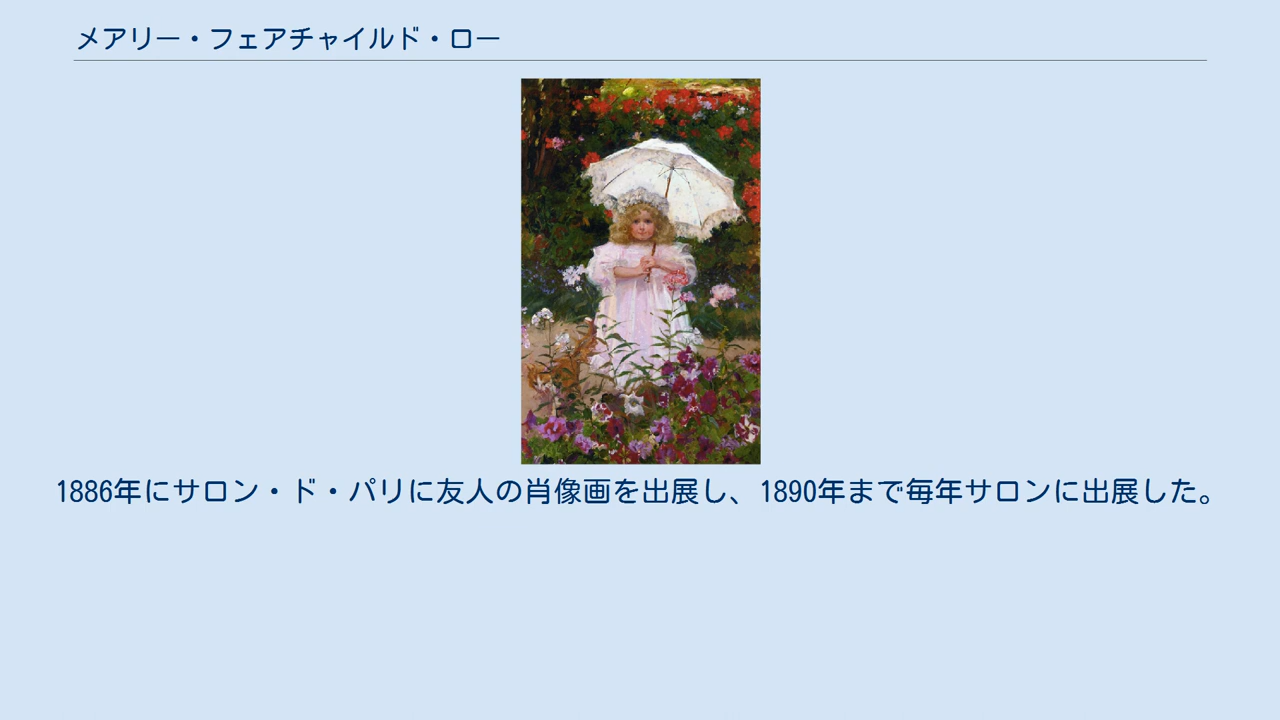 メアリー・フェアチャイルド・ロー
1886年にサロン・ド・パリに友人の肖像画を出展し、1890年まで毎年サロンに出展した。